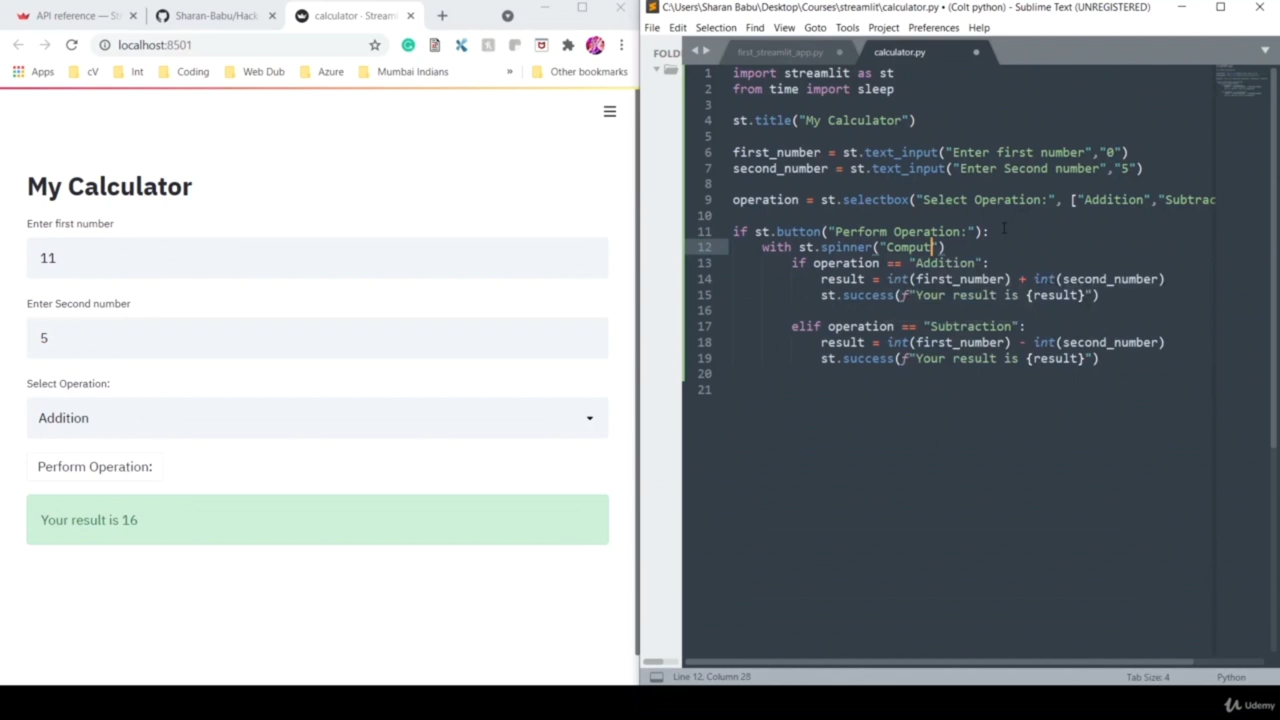 API reference — St
Sharan-Babu/Hack
calculator - Stream
localhost:8501
Apps
cV
Int
Coding
Web Dub
Azure
Mumbai Indians
»
Other bookmarks
My Calculator
Enter first number
11
Enter Second number
5
Select Operation:
Addition
Perform Operation:
Your result is 16
C:\Users\Sharan Babu\Desktop\Courses\streamlit\calculator.py • (Colt python) - Sublime Text (UNREGISTERED)
File Edit Selection Find View Goto Tools Project Preferences Help
FOLD
first_streamlit_app.py
calculator.py
1 import streamlit as st
2 from time import sleep
3
4 st.title("My Calculator")
5
6 first_number = st.text_input("Enter first number","0")
7 second_number = st.text_input("Enter Second number","5")
8
9 operation = st.selectbox("Select Operation:", ["Addition","Subtrac
10
11 if st.button("Perform Operation:"):
12 with st.spinner("Comput")
13 if operation == "Addition":
14 result = int(first_number) + int(second_number)
15 st.success(f"Your result is {result}")
16
17 elif operation == "Subtraction":
18 result = int(first_number) - int(second_number)
19 st.success(f"Your result is {result}")
20
21
Line 12, Column 28
Tab Size: 4
Python
Udemy